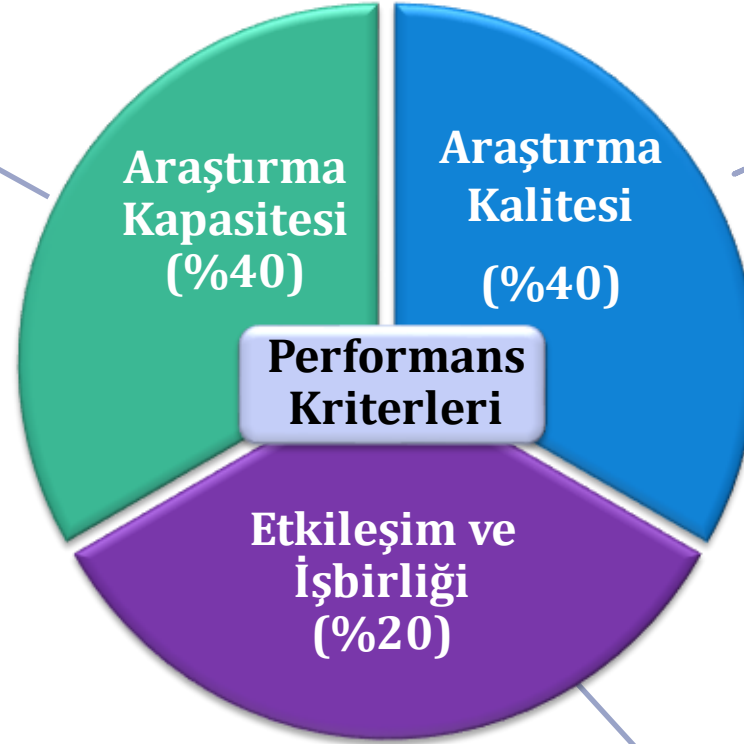 Araştırma
Kapasitesi
(%40)
Araştırma
Kalitesi
(%40)
Performans
Kriterleri
Etkileşim ve
İşbirliği
(%20)